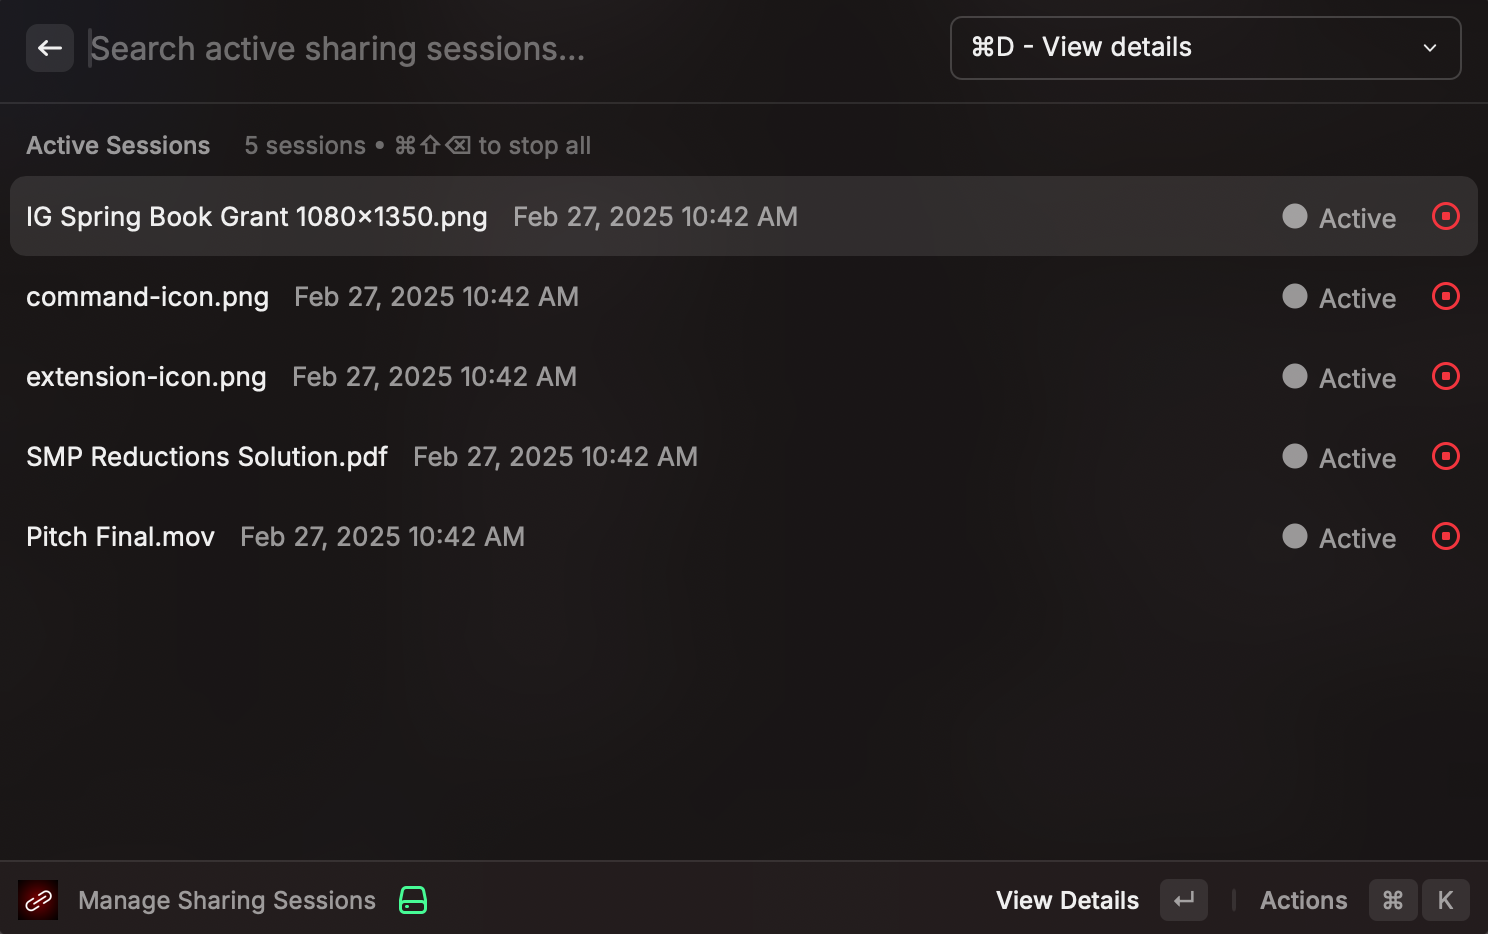 Search active sharing sessions...
⌘D - View details
Active Sessions 5 sessions • ⌘⇧⌫ to stop all
IG Spring Book Grant 1080×1350.png Feb 27, 2025 10:42 AM Active
command-icon.png Feb 27, 2025 10:42 AM Active
extension-icon.png Feb 27, 2025 10:42 AM Active
SMP Reductions Solution.pdf Feb 27, 2025 10:42 AM Active
Pitch Final.mov Feb 27, 2025 10:42 AM Active
Manage Sharing Sessions
View Details ↵ | Actions ⌘ K